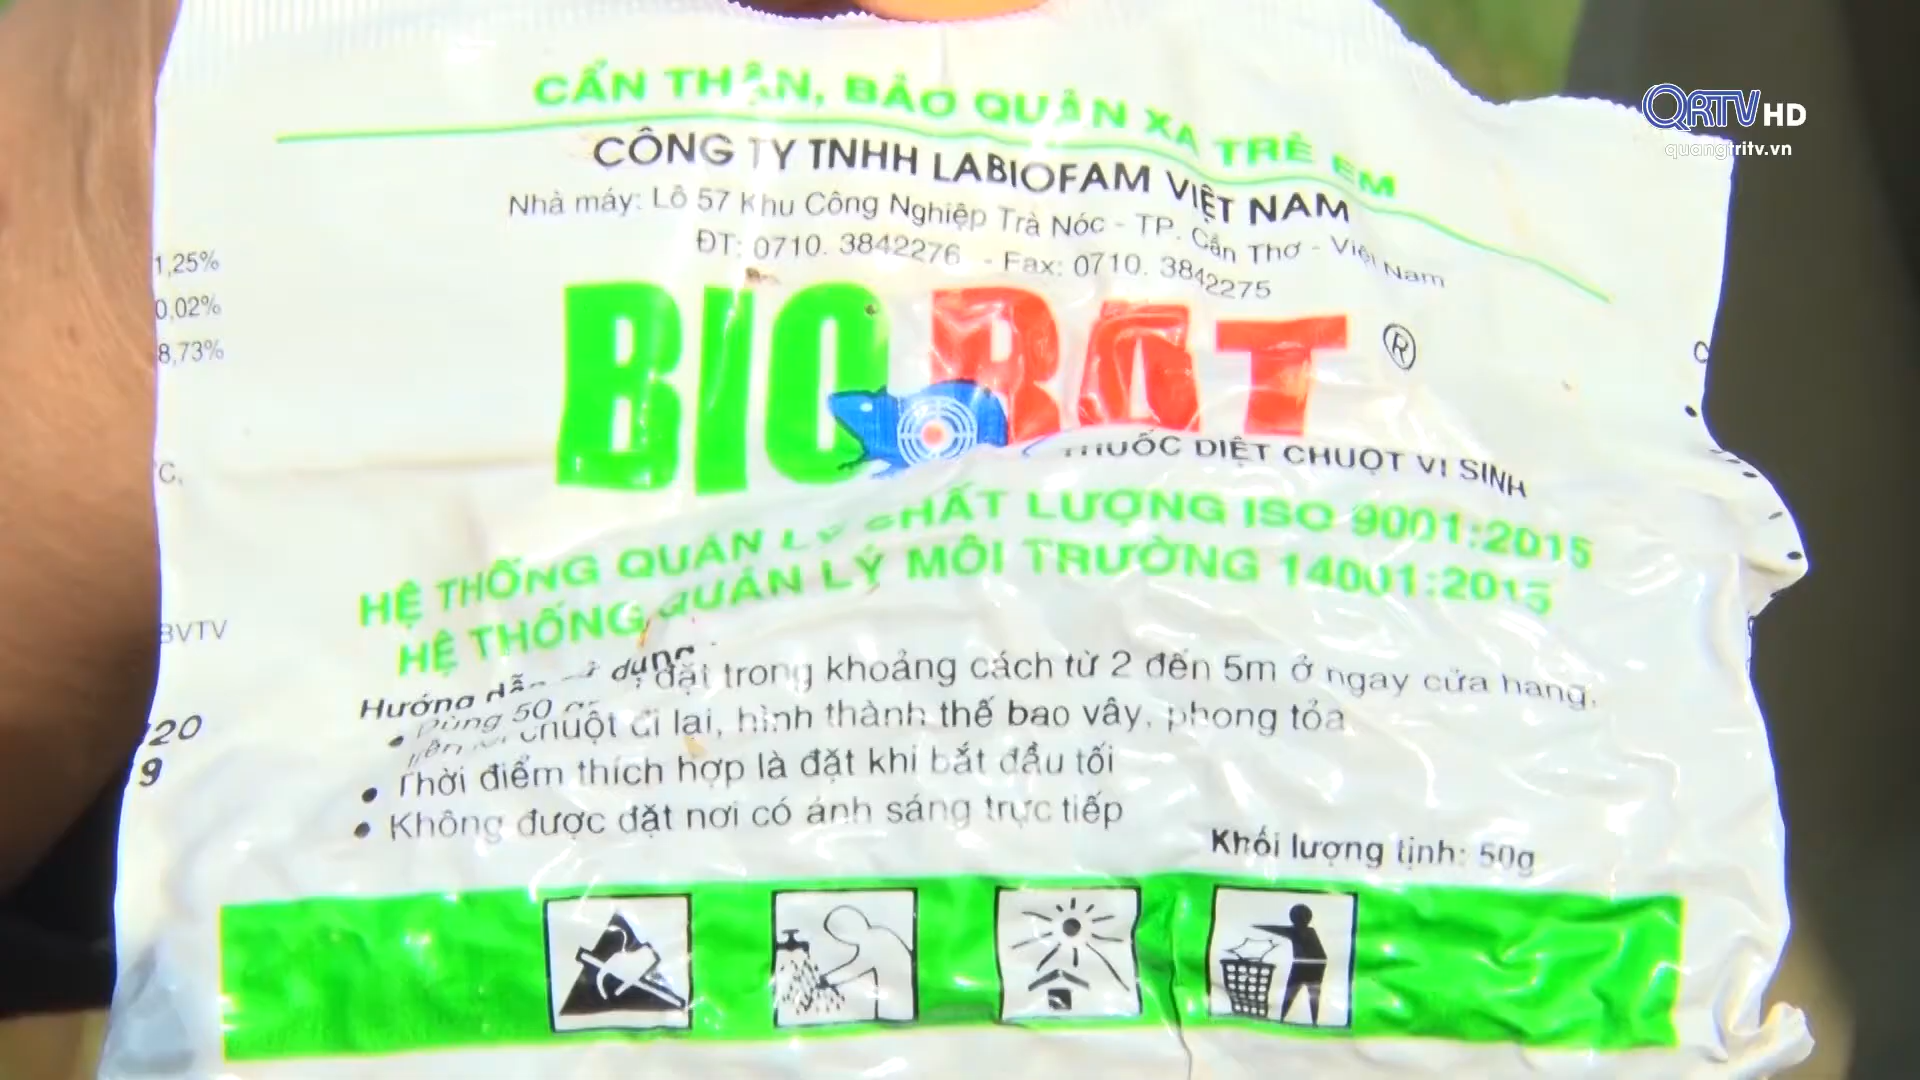 QRTV HD
quangtritv.vn
CẨN THẬN, BẢO QUẢN XA TRẺ EM
CÔNG TY TNHH LABIOFAM VIỆT NAM
Nhà máy: Lô 57 Khu Công Nghiệp Trà Nóc - TP. Cần Thơ - Việt Nam
ĐT: 0710. 3842276 - Fax: 0710. 3842275
1,25%
0,02%
8,73%
BIORAT ®
THUỐC DIỆT CHUỘT VI SINH
HỆ THỐNG QUẢN LÝ CHẤT LƯỢNG ISO 9001:2015
HỆ THỐNG QUẢN LÝ MÔI TRƯỜNG 14001:2015
BVTV
20
9
Hướng dẫn sử dụng
• Dùng 50 đặt trong khoảng cách từ 2 đến 5m ở ngay cửa hang,
chuột đi lại, hình thành thế bao vây, phong tỏa
• Thời điểm thích hợp là đặt khi bắt đầu tối
• Không được đặt nơi có ánh sáng trực tiếp
Khối lượng tịnh: 50g